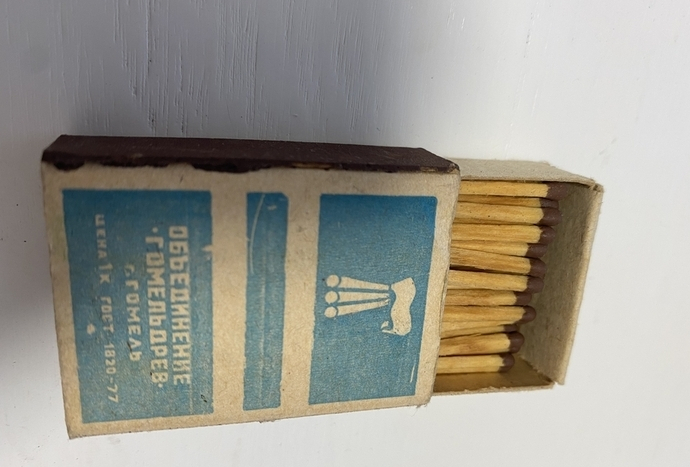 ОБЪЕДИНЕНИЕ
·ГОМЕЛЬДРЕВ·
Г. ГОМЕЛЬ
ЦЕНА 1К ГОСТ 1820-77